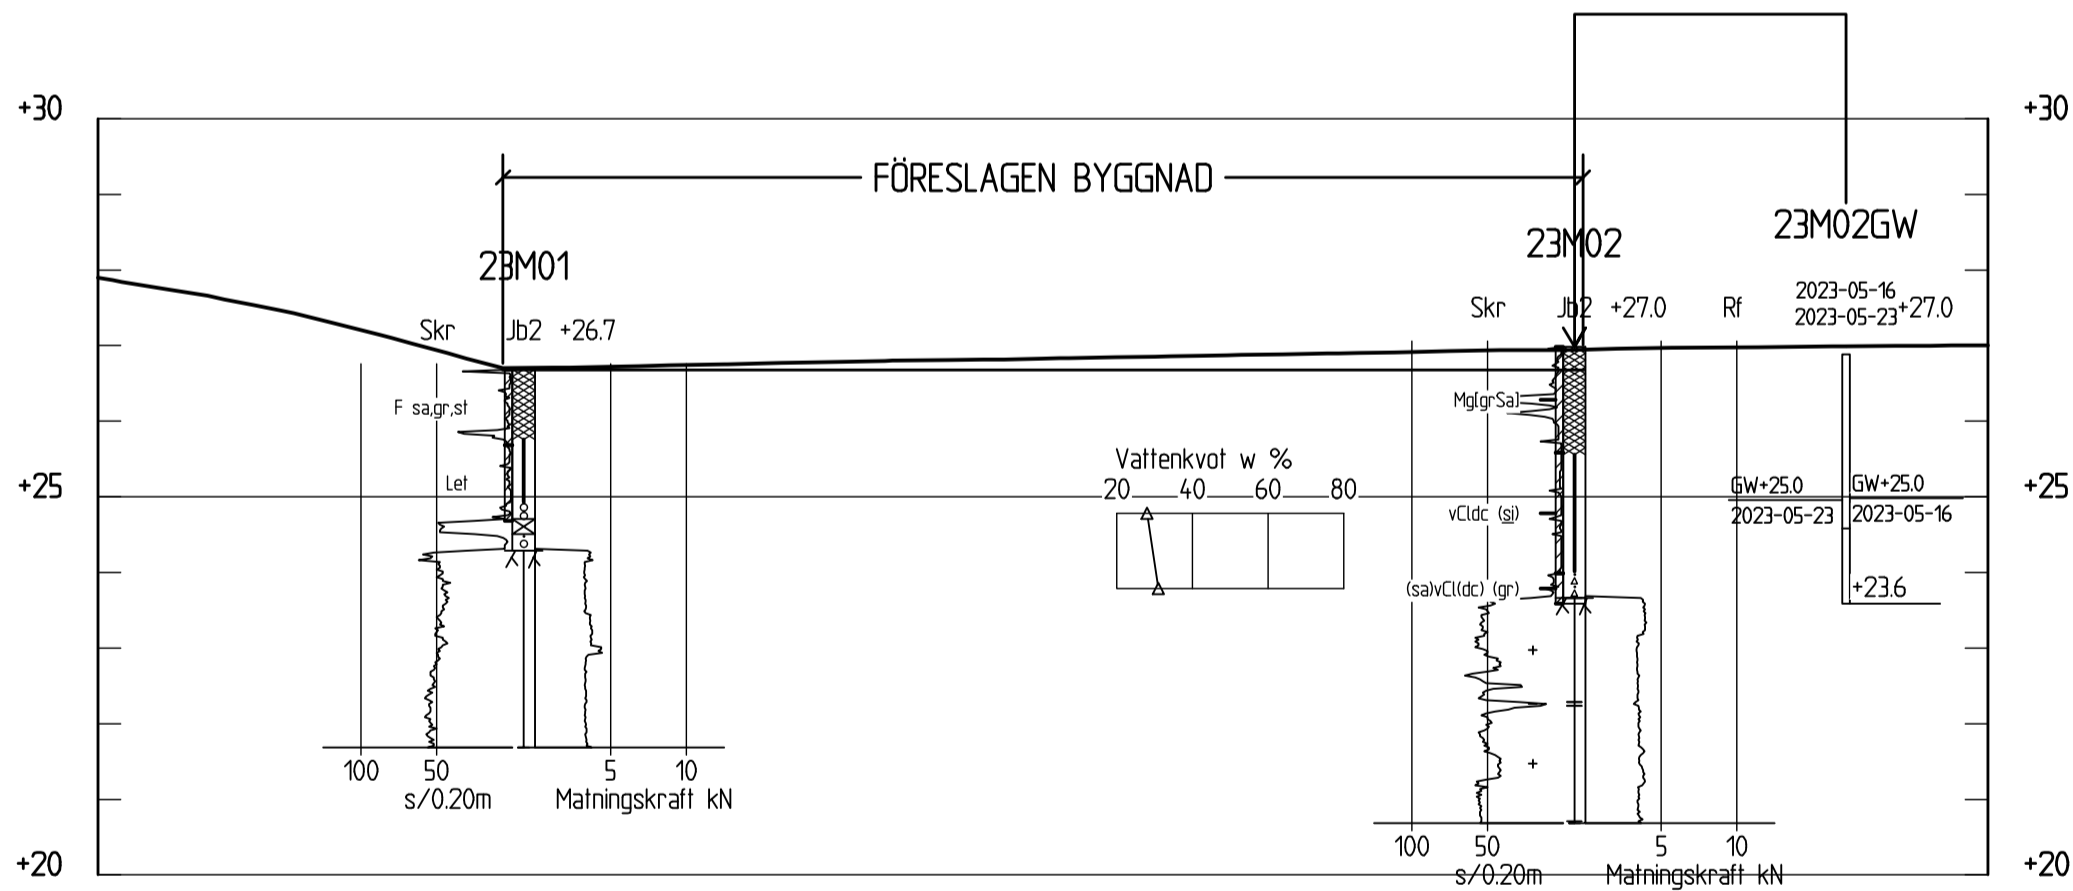 +30
+30
FÖRESLAGEN BYGGNAD
23M01
23M02
23M02GW
Skr Jb2 +26.7
Skr Jb2 +27.0 Rf
2023-05-16
2023-05-23 +27.0
F sa,gr,st
Let
Mg[grSa]
vCldc (si)
(sa)vCl(dc) (gr)
Vattenkvot w %
20 40 60 80
+25
+25
GW+25.0
2023-05-23
GW+25.0
2023-05-16
+23.6
100 50 5 10
s/0.20m Matningskraft kN
100 50 5 10
s/0.20m Matningskraft kN
+20
+20